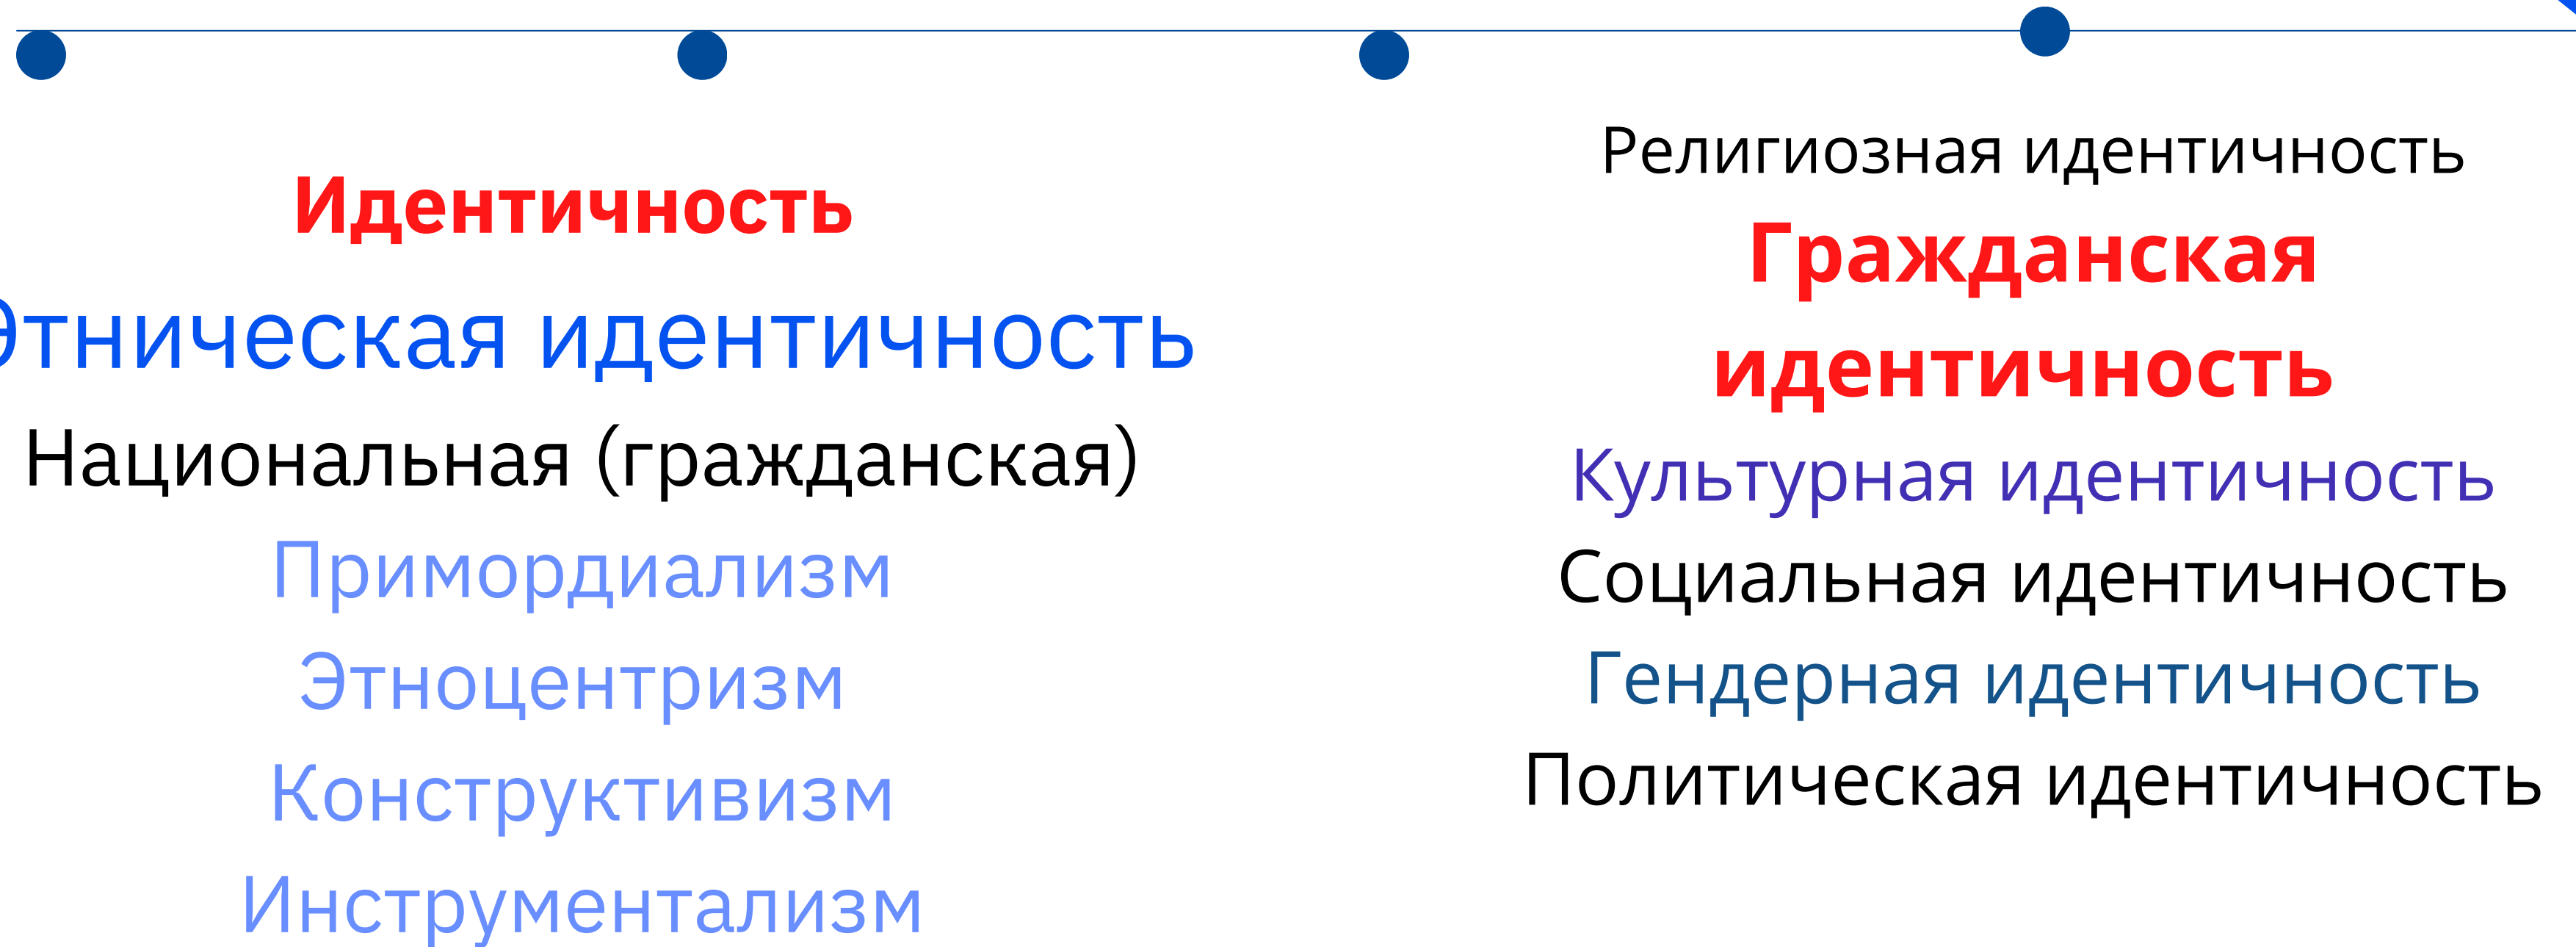 Идентичность
Этническая идентичность
Национальная (гражданская)
Примордиализм
Этноцентризм
Конструктивизм
Инструментализм
Религиозная идентичность
Гражданская
идентичность
Культурная идентичность
Социальная идентичность
Гендерная идентичность
Политическая идентичность